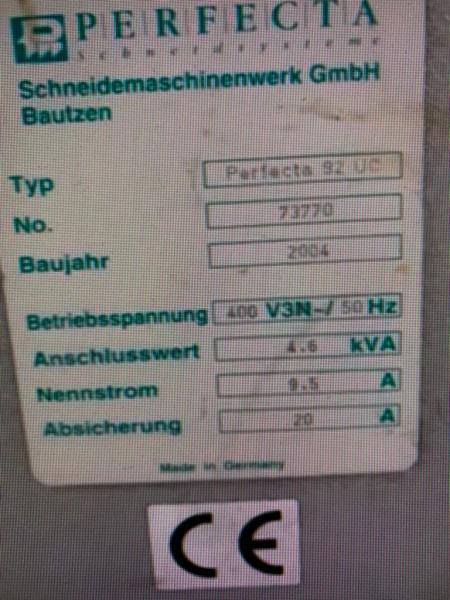 PERFECTA
Schneidsysteme
Schneidemaschinenwerk GmbH
Bautzen
Typ Perfecta 92 UC
No. 73770
Baujahr 2004
Betriebsspannung 400 V3N~/ 50 Hz
Anschlusswert 4.6 kVA
Nennstrom 9.5 A
Absicherung 20 A
Made in Germany
CE